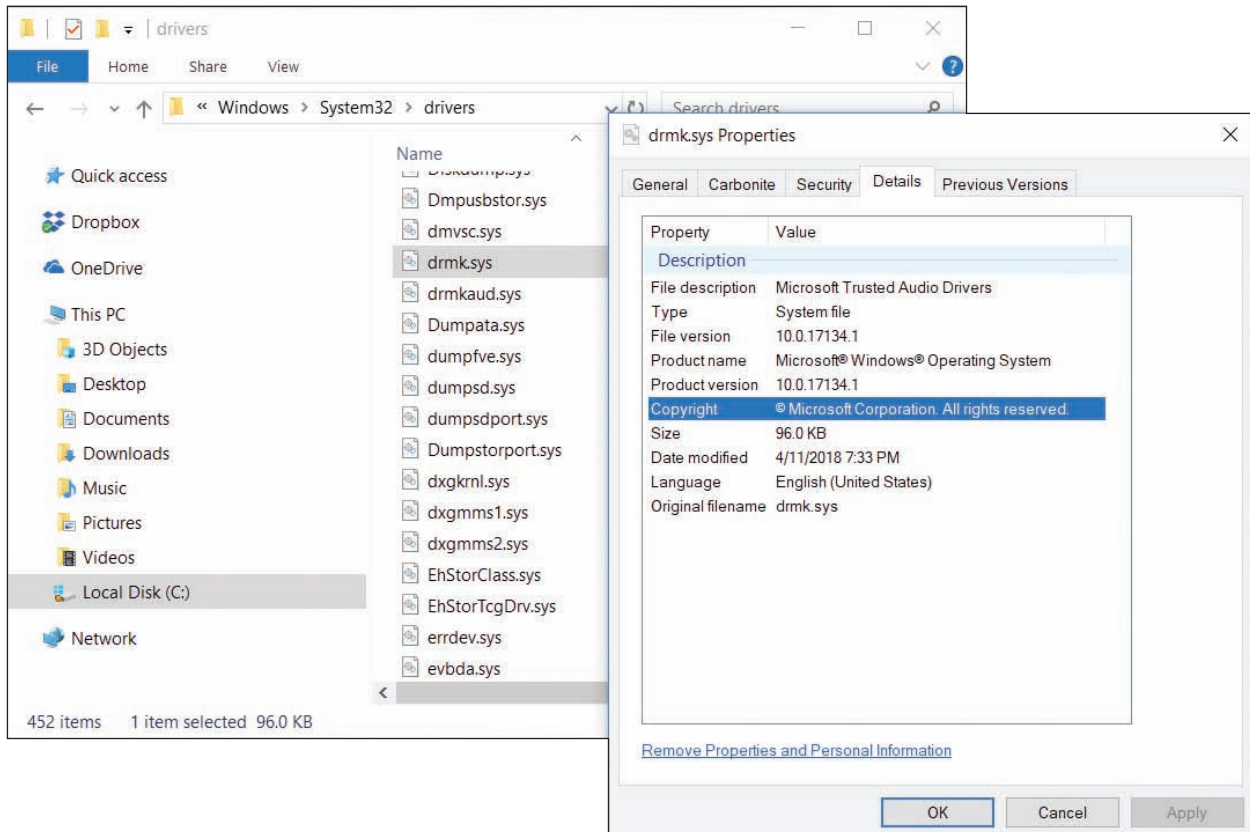 drivers
File Home Share View
« Windows > System32 > drivers
Search drivers
Quick access
Dropbox
OneDrive
This PC
3D Objects
Desktop
Documents
Downloads
Music
Pictures
Videos
Local Disk (C:)
Network
Name
Diskdump.sys
Dmpusbstor.sys
dmvsc.sys
drmk.sys
drmkaud.sys
Dumpata.sys
dumpfve.sys
dumpsd.sys
dumpsdport.sys
Dumpstorport.sys
dxgkrnl.sys
dxgmms1.sys
dxgmms2.sys
EhStorClass.sys
EhStorTcgDrv.sys
errdev.sys
evbda.sys
452 items 1 item selected 96.0 KB
drmk.sys Properties
General Carbonite Security Details Previous Versions
Property Value
Description
File description Microsoft Trusted Audio Drivers
Type System file
File version 10.0.17134.1
Product name Microsoft® Windows® Operating System
Product version 10.0.17134.1
Copyright © Microsoft Corporation. All rights reserved.
Size 96.0 KB
Date modified 4/11/2018 7:33 PM
Language English (United States)
Original filename drmk.sys
Remove Properties and Personal Information
OK Cancel Apply